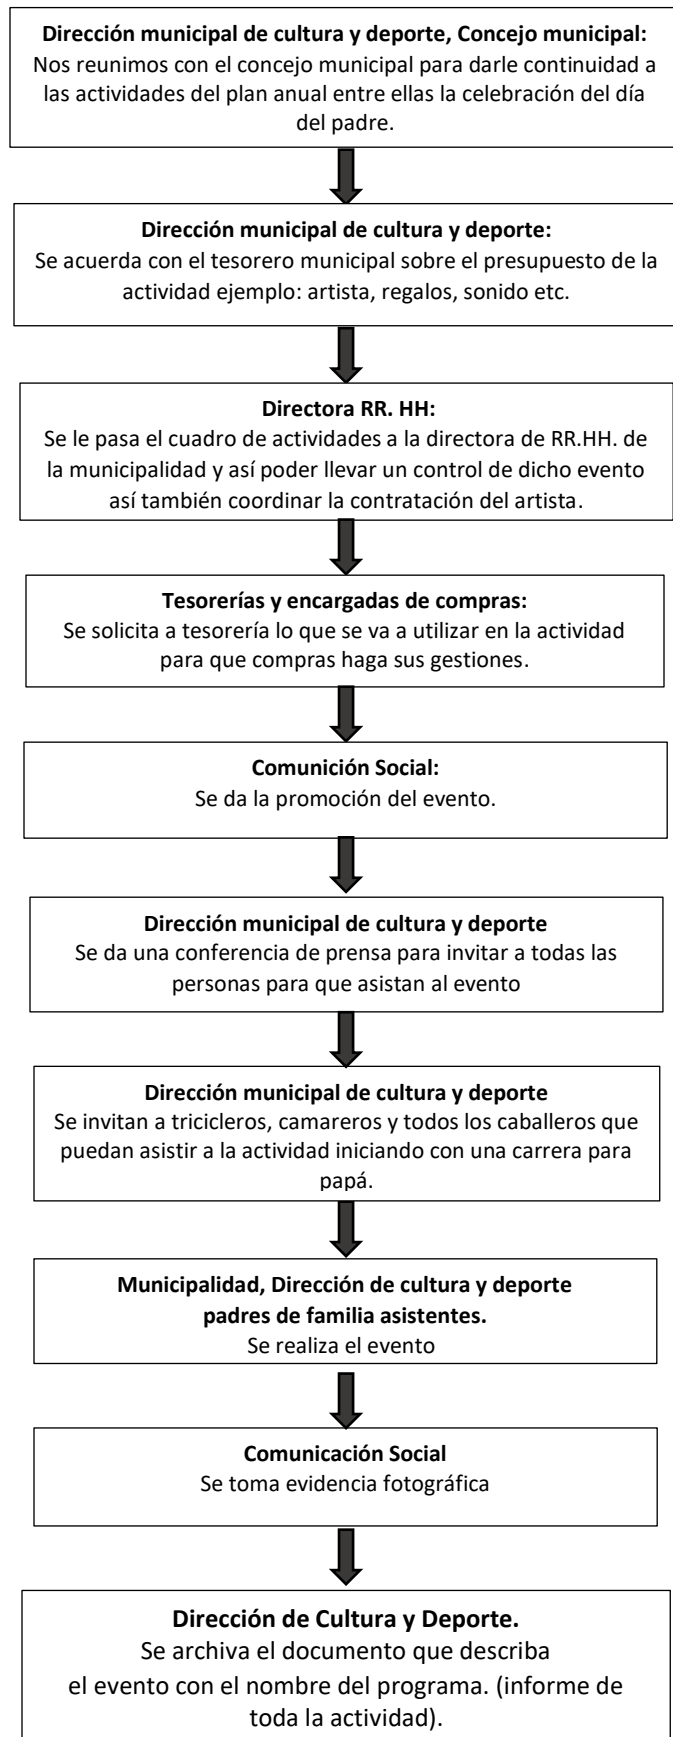 Dirección municipal de cultura y deporte, Concejo municipal:
Nos reunimos con el concejo municipal para darle continuidad a
las actividades del plan anual entre ellas la celebración del día
del padre.
Dirección municipal de cultura y deporte:
Se acuerda con el tesorero municipal sobre el presupuesto de la
actividad ejemplo: artista, regalos, sonido etc.
Directora RR. HH:
Se le pasa el cuadro de actividades a la directora de RR.HH. de
la municipalidad y así poder llevar un control de dicho evento
así también coordinar la contratación del artista.
Tesorerías y encargadas de compras:
Se solicita a tesorería lo que se va a utilizar en la actividad
para que compras haga sus gestiones.
Comunición Social:
Se da la promoción del evento.
Dirección municipal de cultura y deporte
Se da una conferencia de prensa para invitar a todas las
personas para que asistan al evento
Dirección municipal de cultura y deporte
Se invitan a tricicleros, camareros y todos los caballeros que
puedan asistir a la actividad iniciando con una carrera para
papá.
Municipalidad, Dirección de cultura y deporte
padres de familia asistentes.
Se realiza el evento
Comunicación Social
Se toma evidencia fotográfica
Dirección de Cultura y Deporte.
Se archiva el documento que describa
el evento con el nombre del programa. (informe de
toda la actividad).